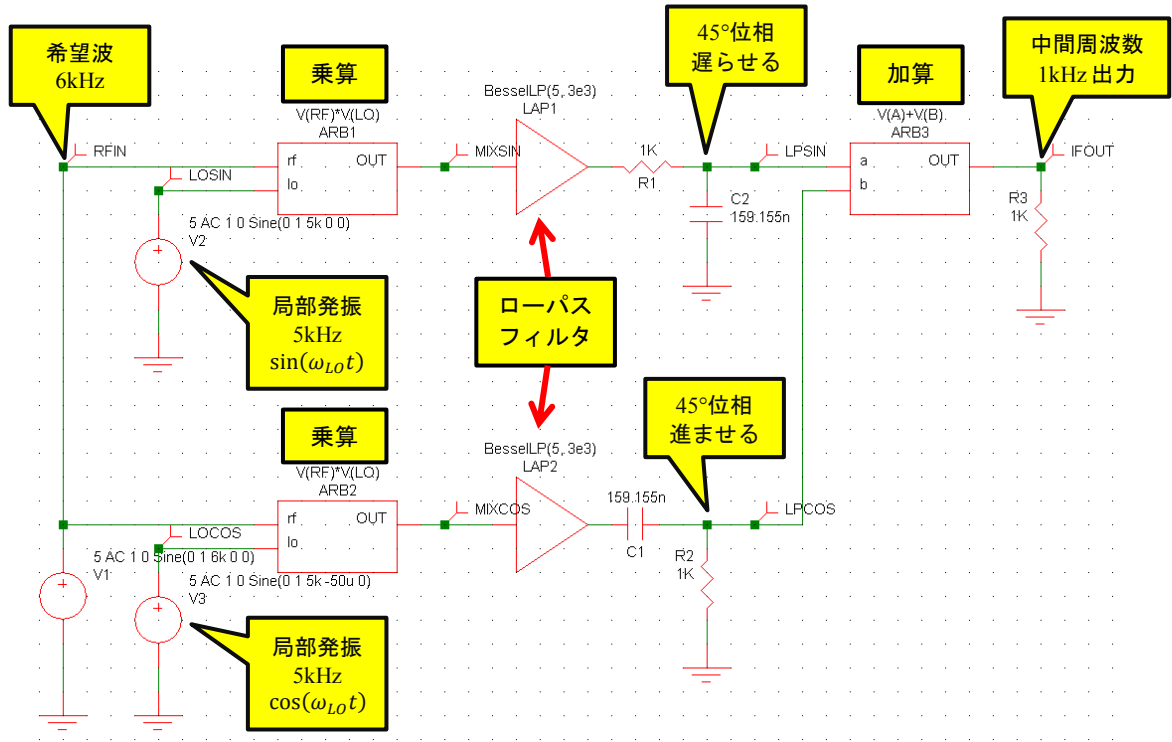 希望波
6kHz
乗算
45°位相
遅らせる
加算
中間周波数
1kHz 出力
BesselLP(5, 3e3)
LAP1
V(RF)*V(LO)
ARB1
V(A)+V(B)
ARB3
RFIN
rf
OUT
lo
MIXSIN
1K
R1
LPSIN
a
OUT
b
IFOUT
LOSIN
C2
159.155n
R3
1K
5 AC 1 0 Sine(0 1 5k 0 0)
V2
局部発振
5kHz
sin(ωLOt)
ローパス
フィルタ
45°位相
進ませる
乗算
V(RF)*V(LO)
ARB2
BesselLP(5, 3e3)
LAP2
rf
OUT
lo
MIXCOS
159.155n
C1
LPCOS
LOCOS
R2
1K
5 AC 1 0 Sine(0 1 6k 0 0)
V1
5 AC 1 0 Sine(0 1 5k -50u 0)
V3
局部発振
5kHz
cos(ωLOt)